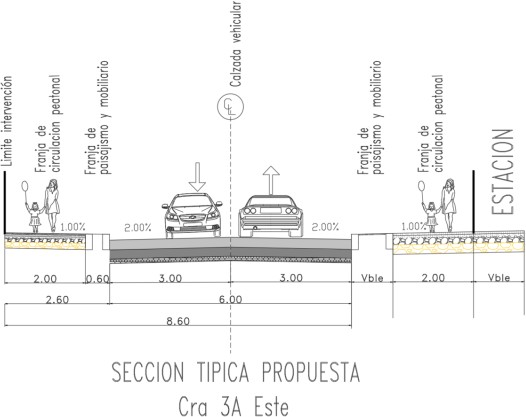 Límite intervención
Franja de
circulacion peatonal
Franja de
paisajismo y mobiliario
Calzada vehicular
CL
Franja de
paisajismo y mobiliario
Franja de
circulacion peatonal
ESTACION
1.00%
2.00%
2.00%
1.00%
2.00
0.60
3.00
3.00
Vble
2.00
Vble
2.60
6.00
8.60
SECCION TIPICA PROPUESTA
Cra 3A Este